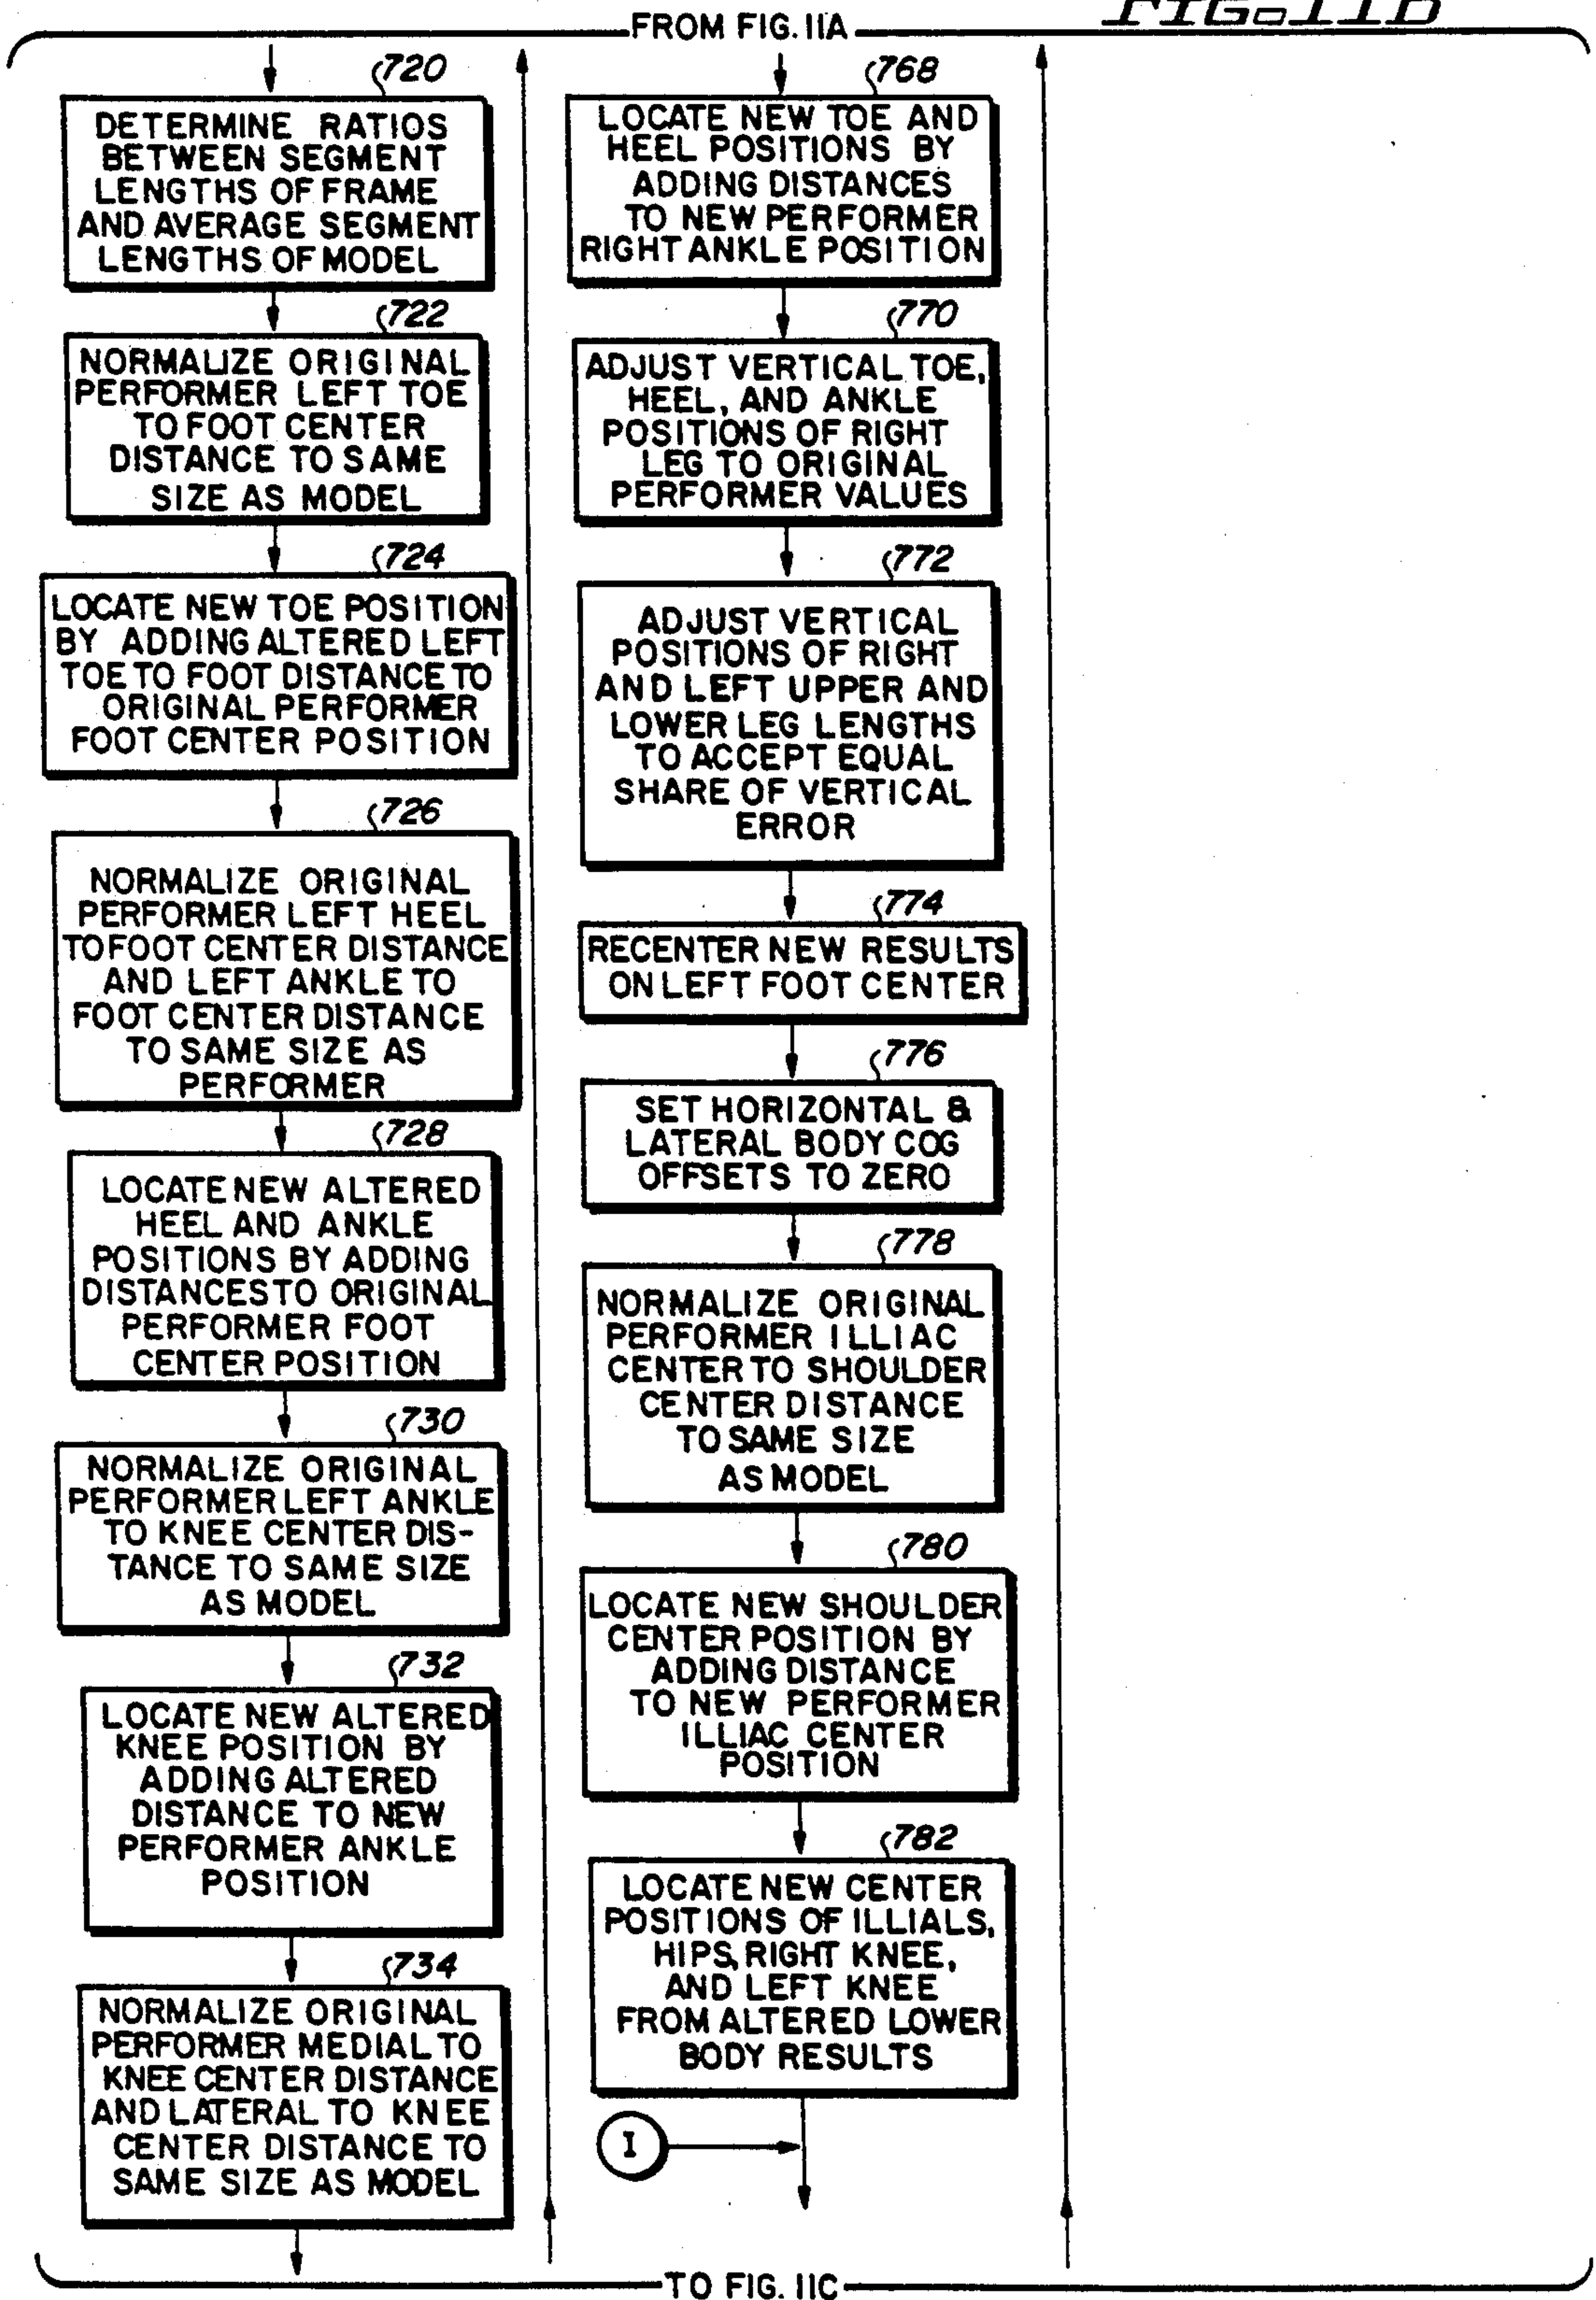 FROM FIG. 11A
720
DETERMINE RATIOS
BETWEEN SEGMENT
LENGTHS OF FRAME
AND AVERAGE SEGMENT
LENGTHS OF MODEL
722
NORMALIZE ORIGINAL
PERFORMER LEFT TOE
TO FOOT CENTER
DISTANCE TO SAME
SIZE AS MODEL
724
LOCATE NEW TOE POSITION
BY ADDING ALTERED LEFT
TOE TO FOOT DISTANCE TO
ORIGINAL PERFORMER
FOOT CENTER POSITION
726
NORMALIZE ORIGINAL
PERFORMER LEFT HEEL
TO FOOT CENTER DISTANCE
AND LEFT ANKLE TO
FOOT CENTER DISTANCE
TO SAME SIZE AS
PERFORMER
728
LOCATE NEW ALTERED
HEEL AND ANKLE
POSITIONS BY ADDING
DISTANCES TO ORIGINAL
PERFORMER FOOT
CENTER POSITION
730
NORMALIZE ORIGINAL
PERFORMER LEFT ANKLE
TO KNEE CENTER DIS-
TANCE TO SAME SIZE
AS MODEL
732
LOCATE NEW ALTERED
KNEE POSITION BY
ADDING ALTERED
DISTANCE TO NEW
PERFORMER ANKLE
POSITION
734
NORMALIZE ORIGINAL
PERFORMER MEDIAL TO
KNEE CENTER DISTANCE
AND LATERAL TO KNEE
CENTER DISTANCE TO
SAME SIZE AS MODEL
768
LOCATE NEW TOE AND
HEEL POSITIONS BY
ADDING DISTANCES
TO NEW PERFORMER
RIGHT ANKLE POSITION
770
ADJUST VERTICAL TOE,
HEEL, AND ANKLE
POSITIONS OF RIGHT
LEG TO ORIGINAL
PERFORMER VALUES
772
ADJUST VERTICAL
POSITIONS OF RIGHT
AND LEFT UPPER AND
LOWER LEG LENGTHS
TO ACCEPT EQUAL
SHARE OF VERTICAL
ERROR
774
RECENTER NEW RESULTS
ON LEFT FOOT CENTER
776
SET HORIZONTAL &
LATERAL BODY COG
OFFSETS TO ZERO
778
NORMALIZE ORIGINAL
PERFORMER ILLIAC
CENTER TO SHOULDER
CENTER DISTANCE
TO SAME SIZE
AS MODEL
780
LOCATE NEW SHOULDER
CENTER POSITION BY
ADDING DISTANCE
TO NEW PERFORMER
ILLIAC CENTER
POSITION
782
LOCATE NEW CENTER
POSITIONS OF ILLIALS,
HIPS, RIGHT KNEE,
AND LEFT KNEE
FROM ALTERED LOWER
BODY RESULTS
I
TO FIG. 11C